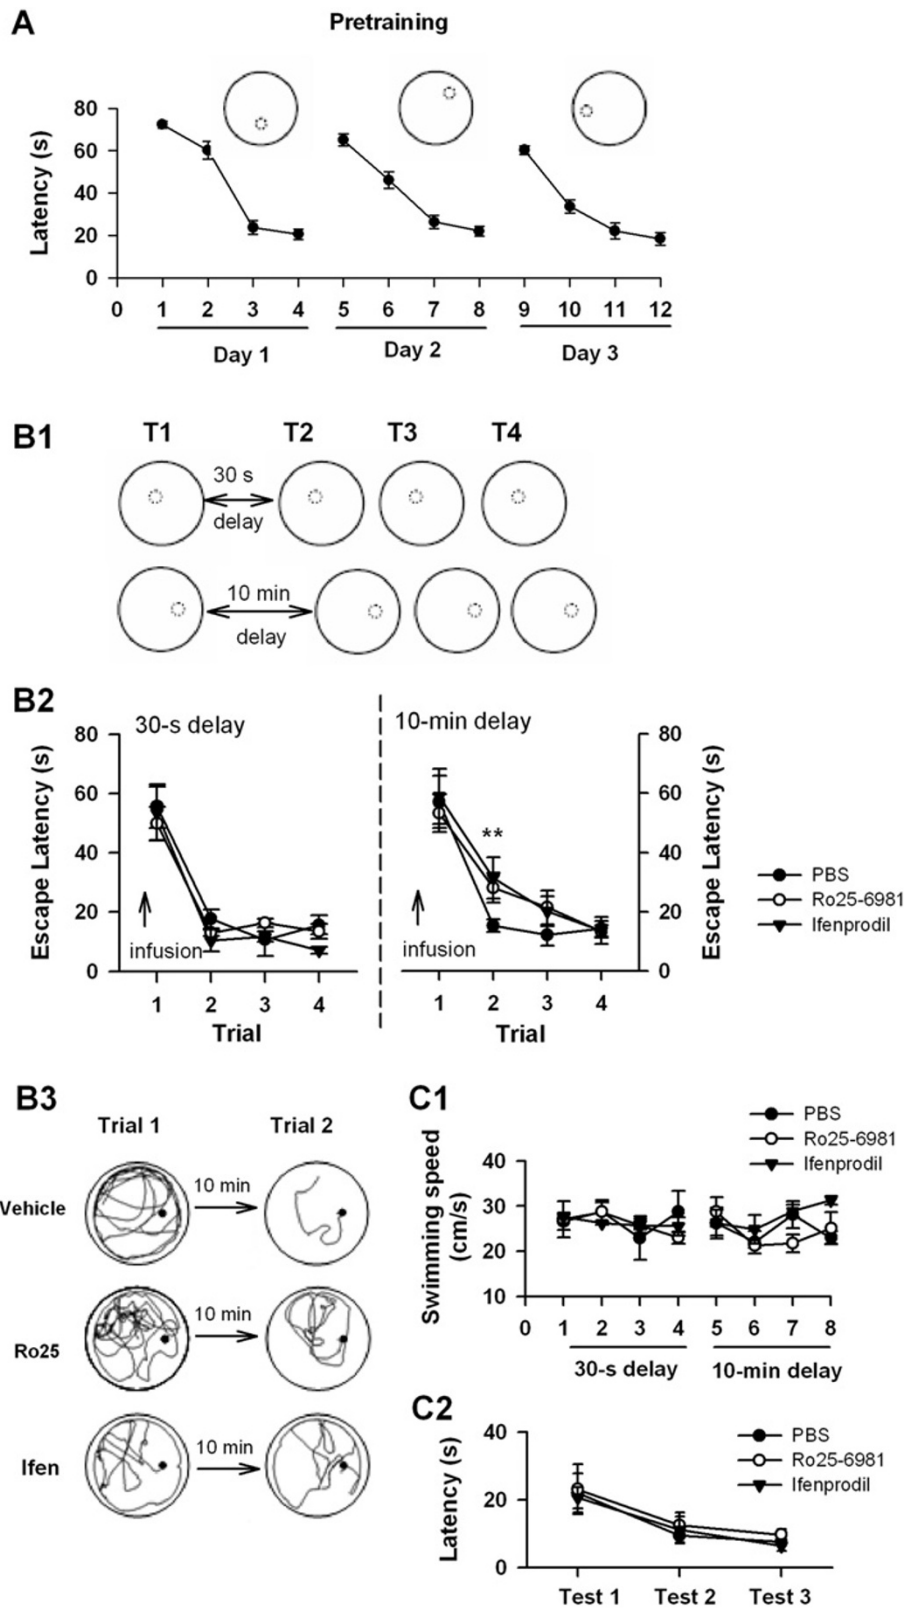 A
Pretraining
Latency (s)
80
60
40
20
0
0 1 2 3 4 5 6 7 8 9 10 11 12
Day 1 Day 2 Day 3
B1
T1 T2 T3 T4
30 s
delay
10 min
delay
B2
30-s delay
10-min delay
Escape Latency (s)
80
60
40
20
0
infusion
1 2 3 4
Trial
**
infusion
1 2 3 4
Trial
80
60
40
20
0
Escape Latency (s)
PBS
Ro25-6981
Ifenprodil
B3
Trial 1 Trial 2
Vehicle
10 min
Ro25
10 min
Ifen
10 min
C1
PBS
Ro25-6981
Ifenprodil
Swimming speed
(cm/s)
40
30
20
10
0 1 2 3 4 5 6 7 8
30-s delay 10-min delay
C2
PBS
Ro25-6981
Ifenprodil
Latency (s)
40
20
0
Test 1 Test 2 Test 3